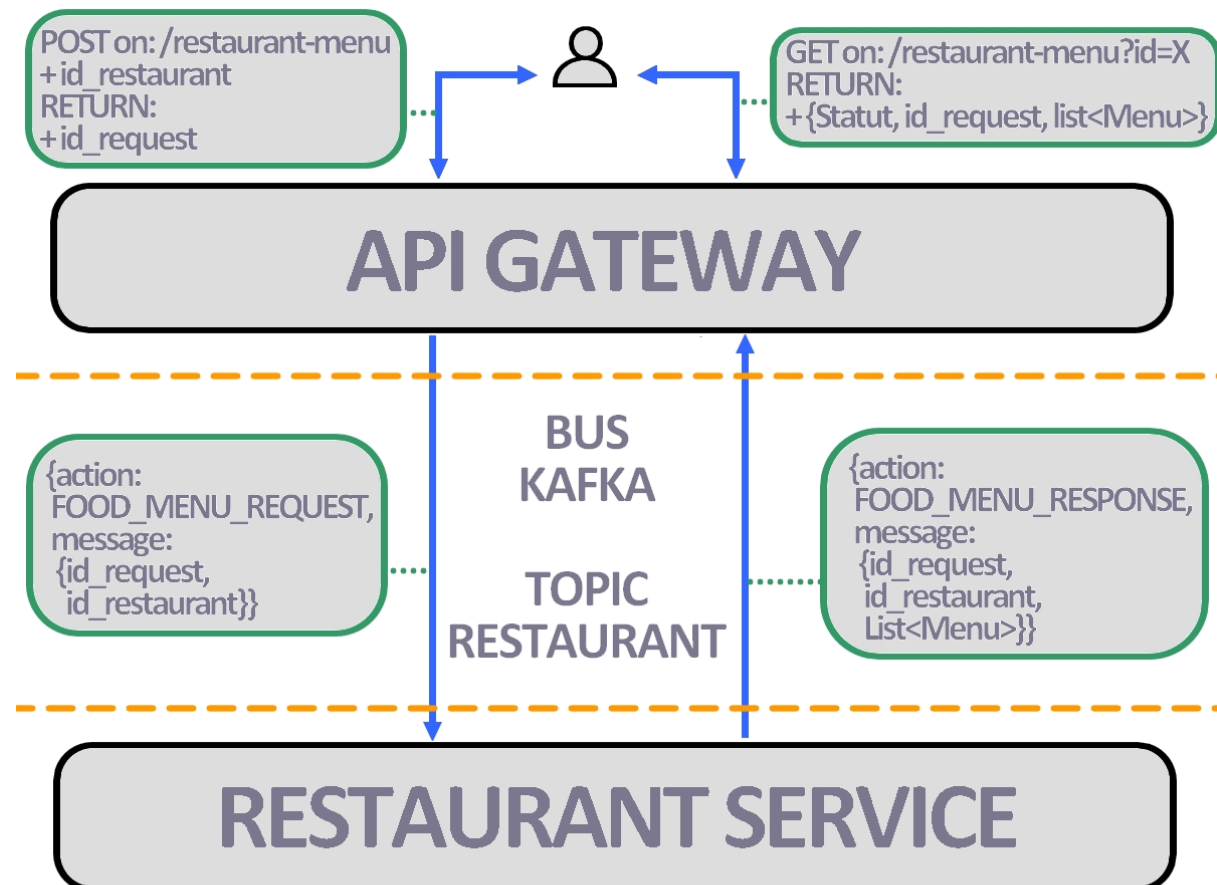 POST on: /restaurant-menu
+ id_restaurant
RETURN:
+ id_request
GET on: /restaurant-menu?id=X
RETURN:
+ {Statut, id_request, list<Menu>}
API GATEWAY
{action:
FOOD_MENU_REQUEST,
message:
{id_request,
id_restaurant}}
BUS
KAFKA
TOPIC
RESTAURANT
{action:
FOOD_MENU_RESPONSE,
message:
{id_request,
id_restaurant,
List<Menu>}}
RESTAURANT SERVICE